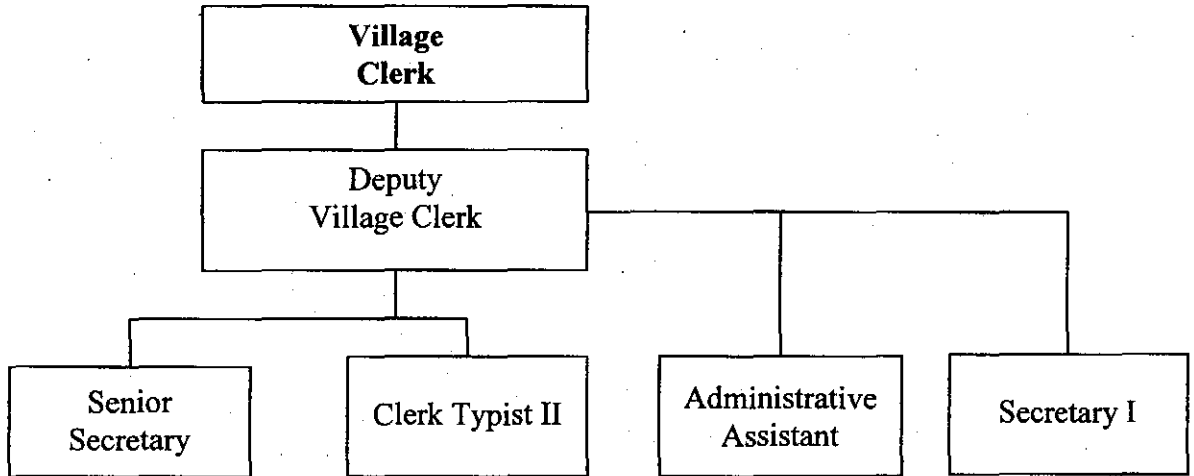 Village
Clerk
Deputy
Village Clerk
Senior
Secretary
Clerk Typist II
Administrative
Assistant
Secretary I